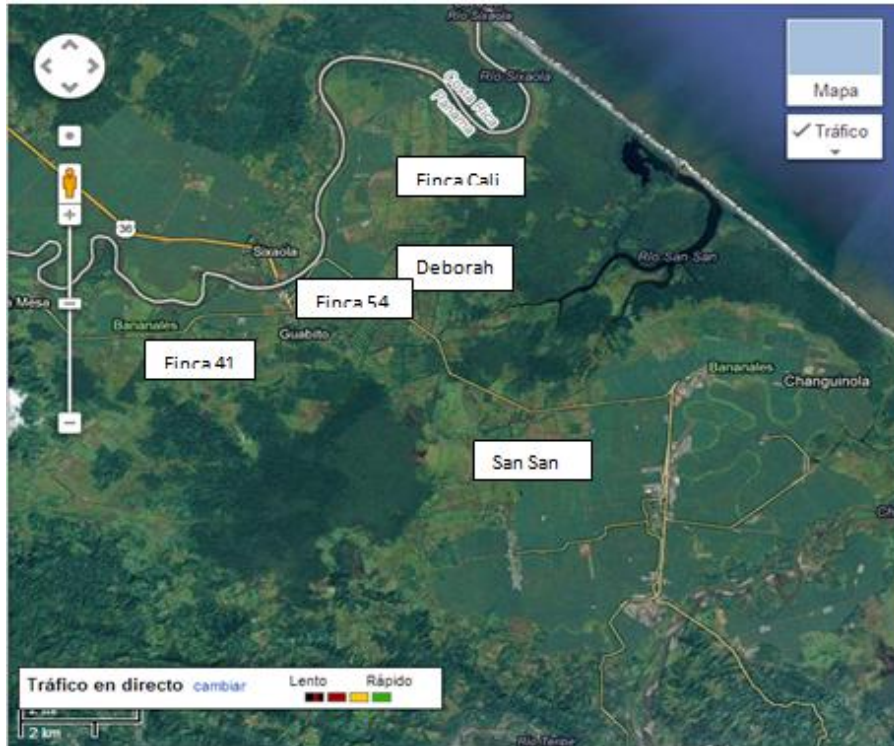 Río Sixaola
Río Sixaola
Costa Rica
Panamá
Mapa
Tráfico
Finca Cali
36
Sixaola
Deborah
Río San San
Mesa
Finca 54
Bananales
Guabito
Finca 41
Bananales
Changuinola
San San
Tráfico en directo cambiar
Lento Rápido
2 km